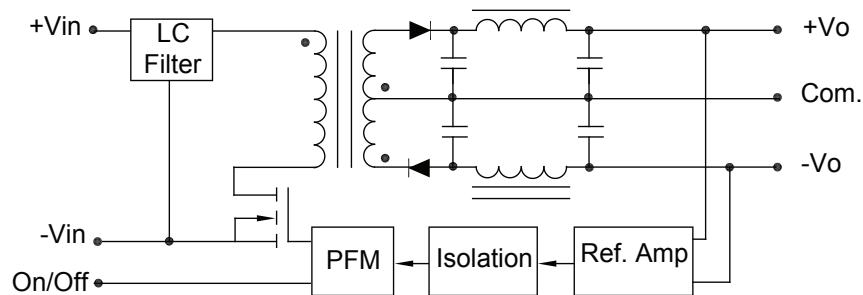 +Vin
LC
Filter
+Vo
Com.
-Vo
-Vin
On/Off
PFM
Isolation
Ref. Amp